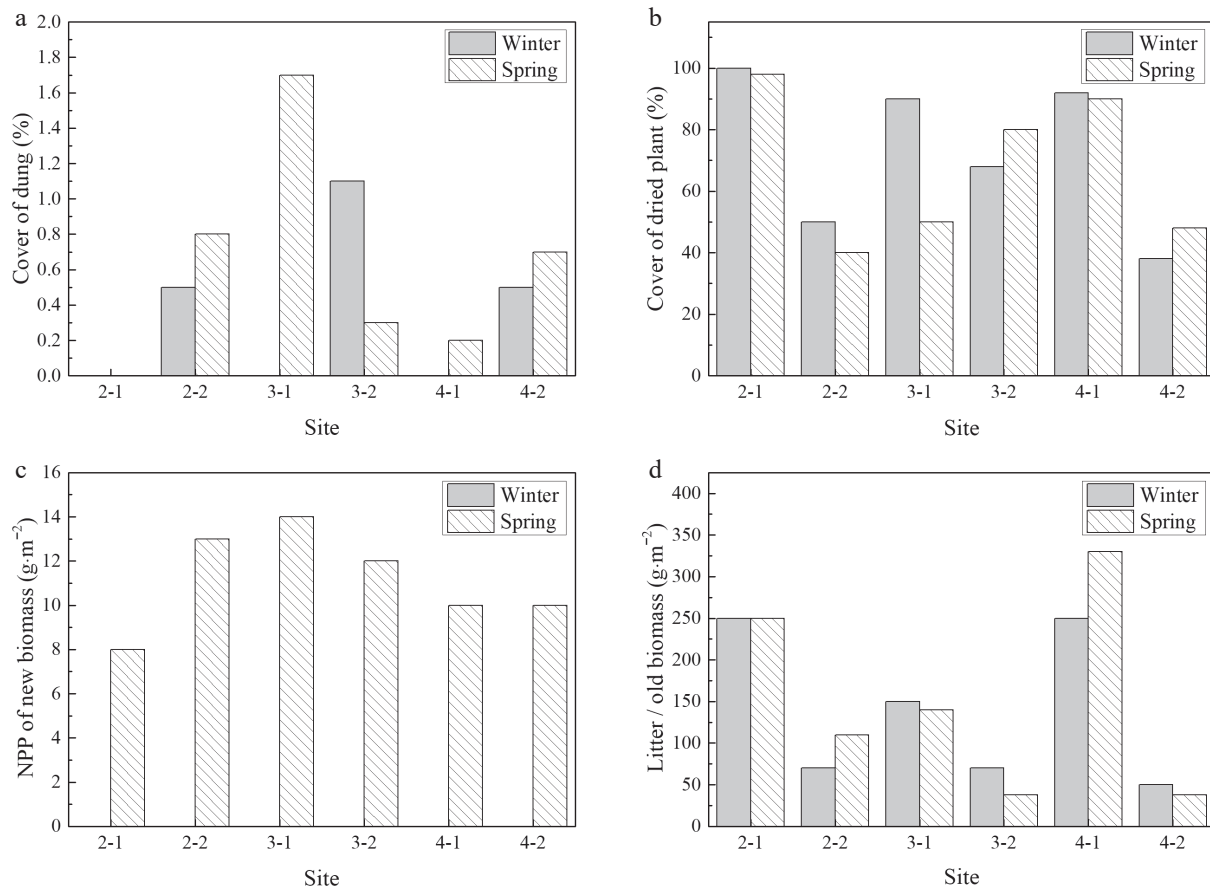 a
2.0
1.8
1.6
1.4
1.2
1.0
0.8
0.6
0.4
0.2
0.0
Cover of dung (%)
Winter
Spring
2-1 2-2 3-1 3-2 4-1 4-2
Site
b
100
80
60
40
20
0
Cover of dried plant (%)
Winter
Spring
2-1 2-2 3-1 3-2 4-1 4-2
Site
c
16
14
12
10
8
6
4
2
0
NPP of new biomass (g·m⁻²)
Winter
Spring
2-1 2-2 3-1 3-2 4-1 4-2
Site
d
400
350
300
250
200
150
100
50
0
Litter / old biomass (g·m⁻²)
Winter
Spring
2-1 2-2 3-1 3-2 4-1 4-2
Site